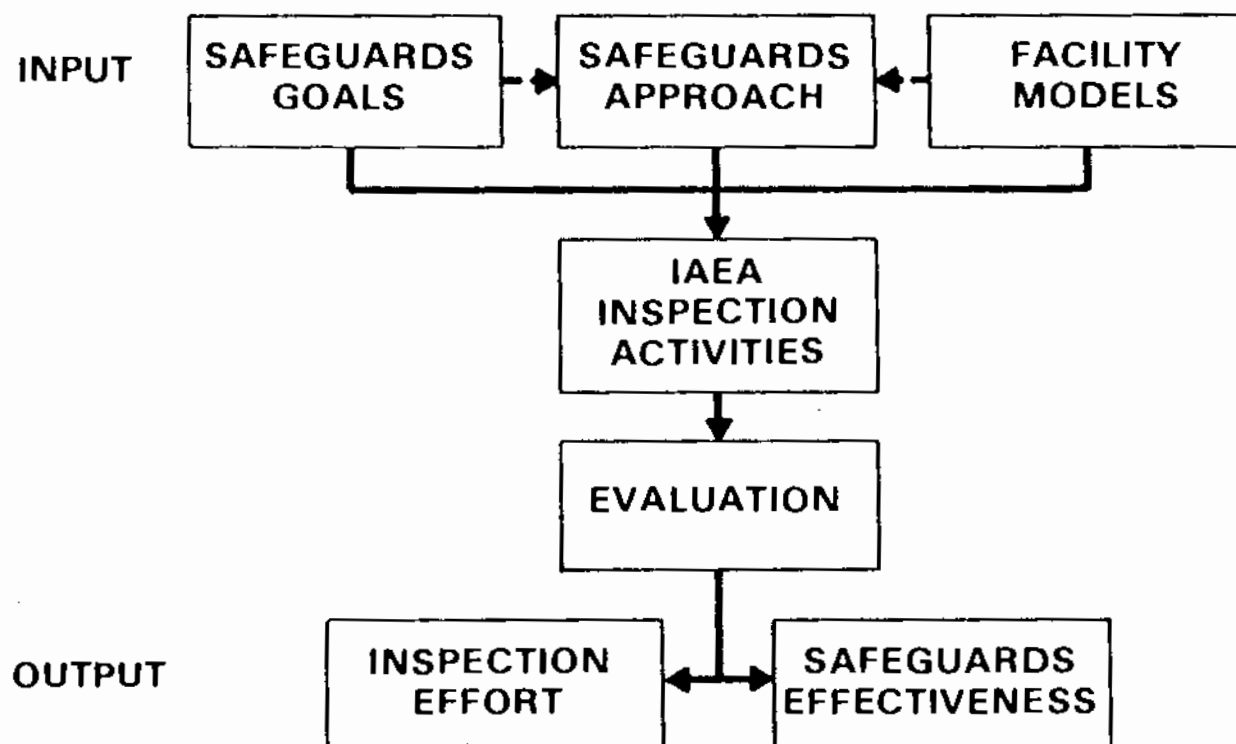 INPUT
SAFEGUARDS
GOALS
SAFEGUARDS
APPROACH
FACILITY
MODELS
IAEA
INSPECTION
ACTIVITIES
EVALUATION
OUTPUT
INSPECTION
EFFORT
SAFEGUARDS
EFFECTIVENESS